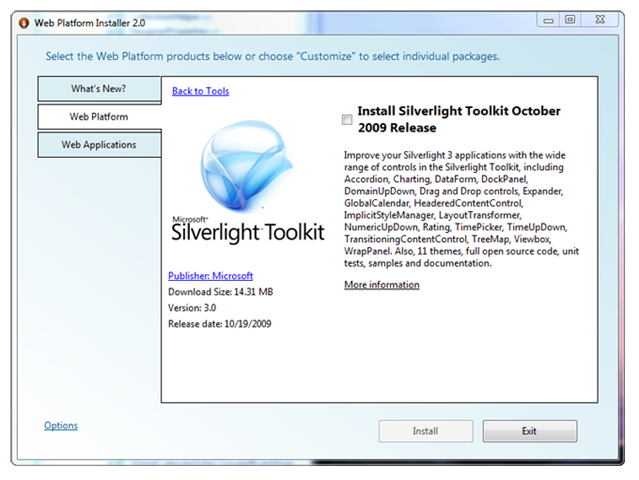 Web Platform Installer 2.0
Select the Web Platform products below or choose "Customize" to select individual packages.
What's New?
Web Platform
Web Applications
Back to Tools
Microsoft®
Silverlight™ Toolkit
Publisher: Microsoft
Download Size: 14.31 MB
Version: 3.0
Release date: 10/19/2009
Install Silverlight Toolkit October
2009 Release
Improve your Silverlight 3 applications with the wide
range of controls in the Silverlight Toolkit, including
Accordion, Charting, DataForm, DockPanel,
DomainUpDown, Drag and Drop controls, Expander,
GlobalCalendar, HeaderedContentControl,
ImplicitStyleManager, LayoutTransformer,
NumericUpDown, Rating, TimePicker, TimeUpDown,
TransitioningContentControl, TreeMap, Viewbox,
WrapPanel. Also, 11 themes, full open source code, unit
tests, samples and documentation.
More information
Options
Install
Exit